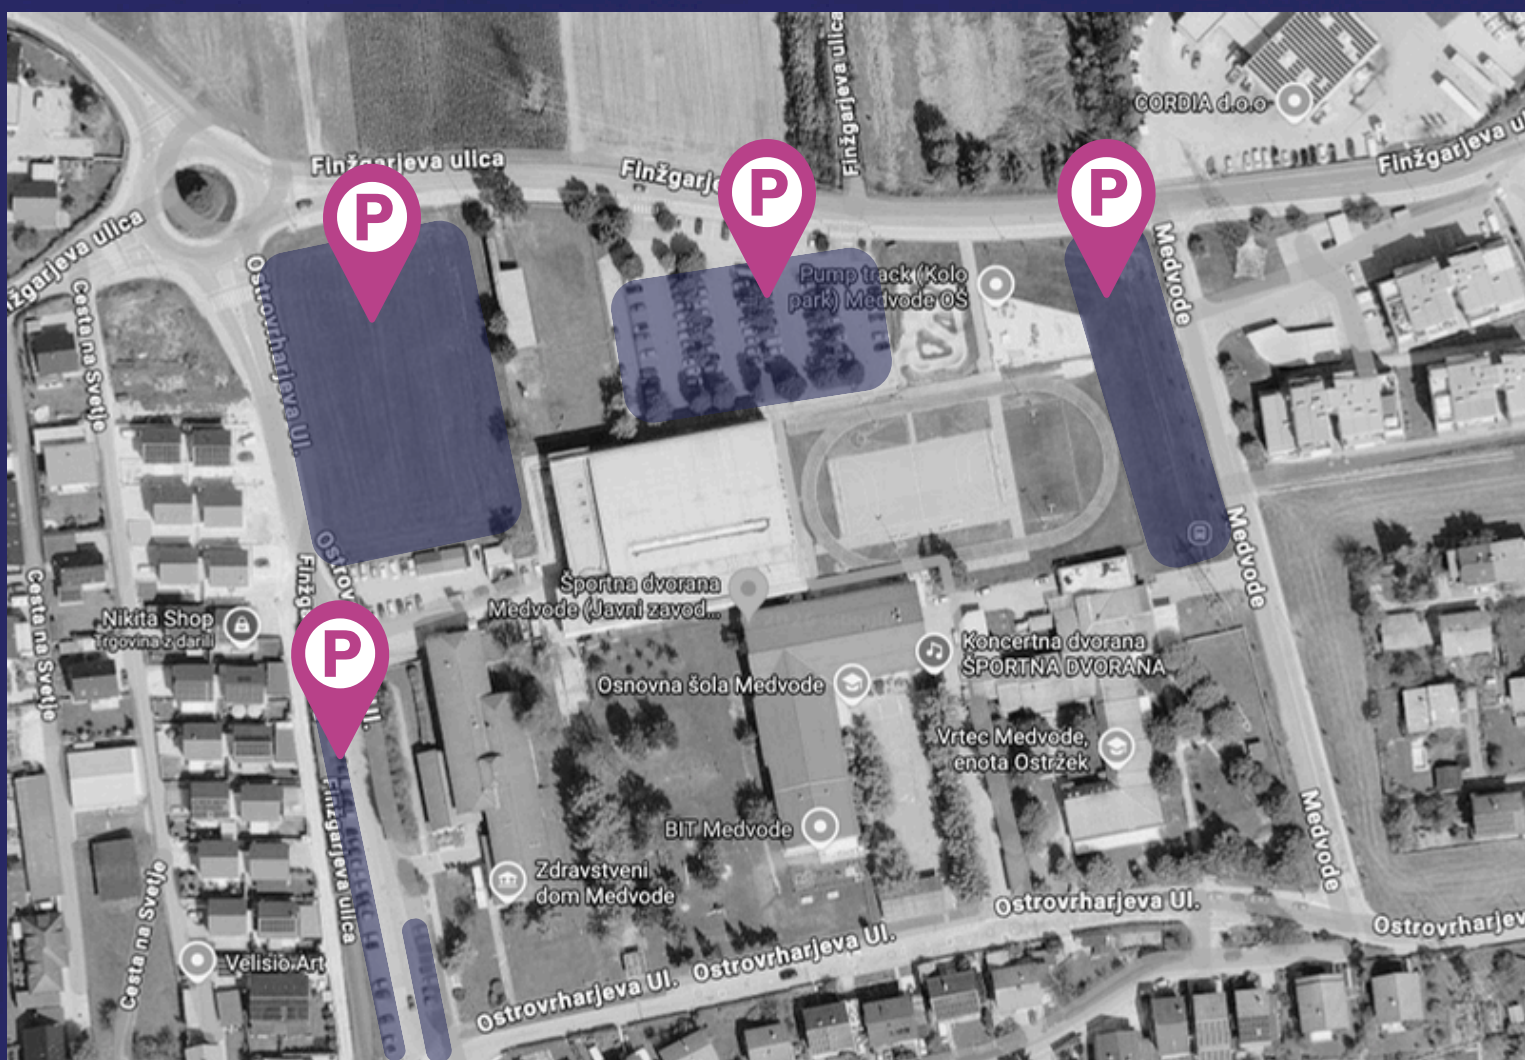 Finžgarjeva ulica
CORDIA d.o.o
Finžgarjeva ulica
P
P
P
Finžgarje
Finžgarjeva u
nžgarjeva ulica
Ostrovrharjeva Ul.
Cesta na Svetje
Pump track (Kolo
park) Medvode OŠ
Medvode
Medvode
Cesta na Svetje
Nikita Shop
Trgovina z darili
Športna dvorana
Medvode (Javni zavod...
P
Koncertna dvorana
ŠPORTNA DVORANA
Osnovna šola Medvode
Vrtec Medvode,
enota Ostržek
Finžgarjeva ulica
BIT Medvode
Medvode
Zdravstveni
dom Medvode
Cesta na Svetje
Velisio Art
Ostrovrharjeva Ul.
Ostrovrharjeva Ul.
Ostrovrharjeva Ul.
Ostrovrharjev